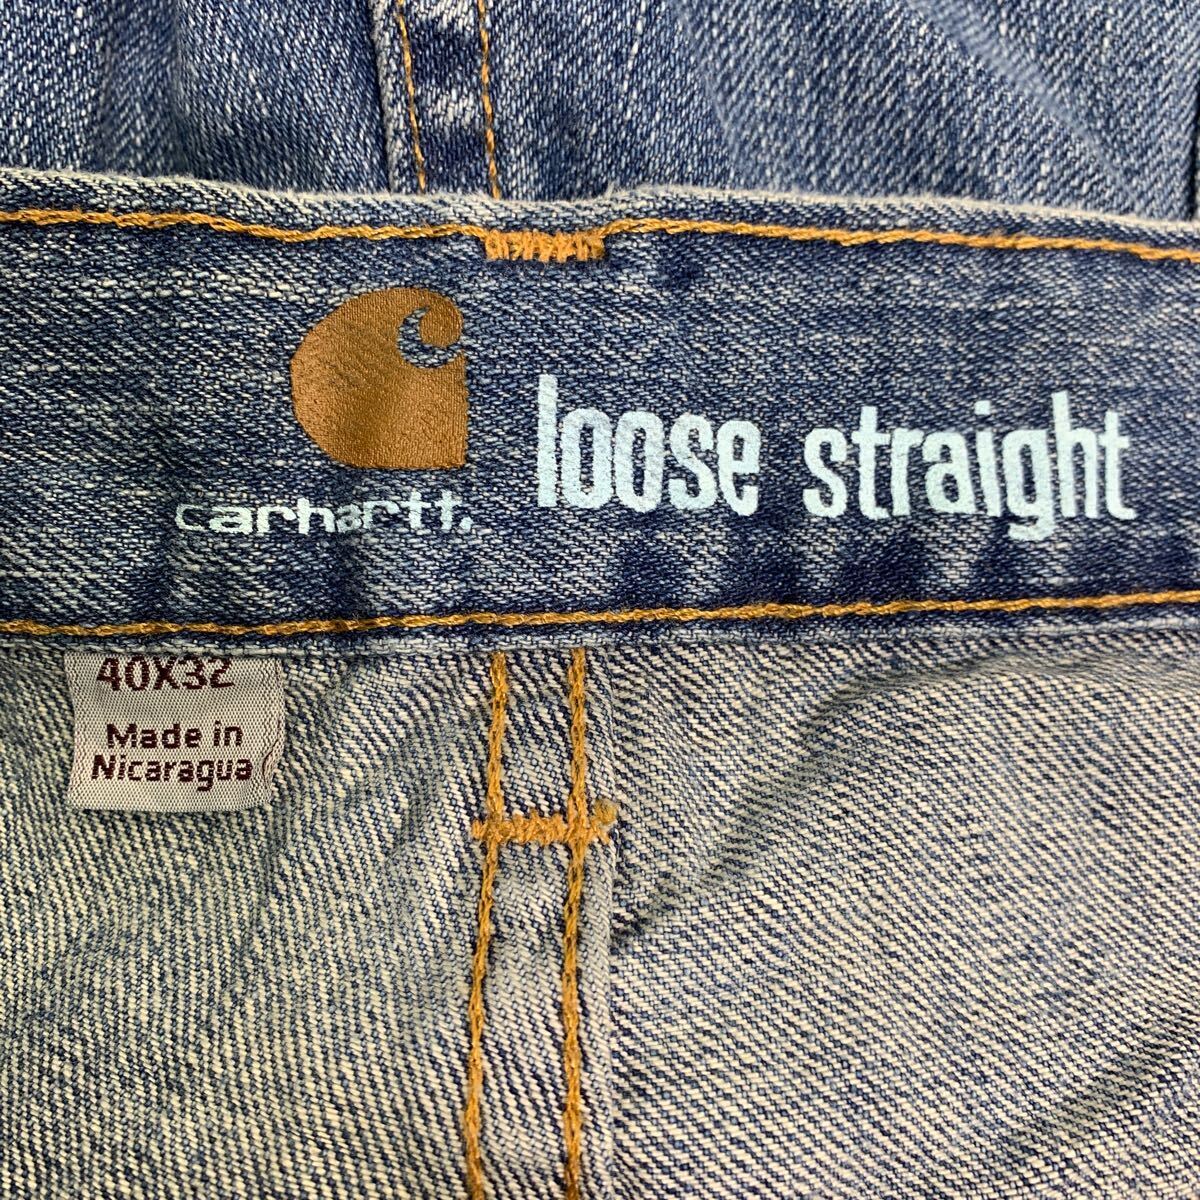 carhartt.
loose straight
40X32
Made in
Nicaragua